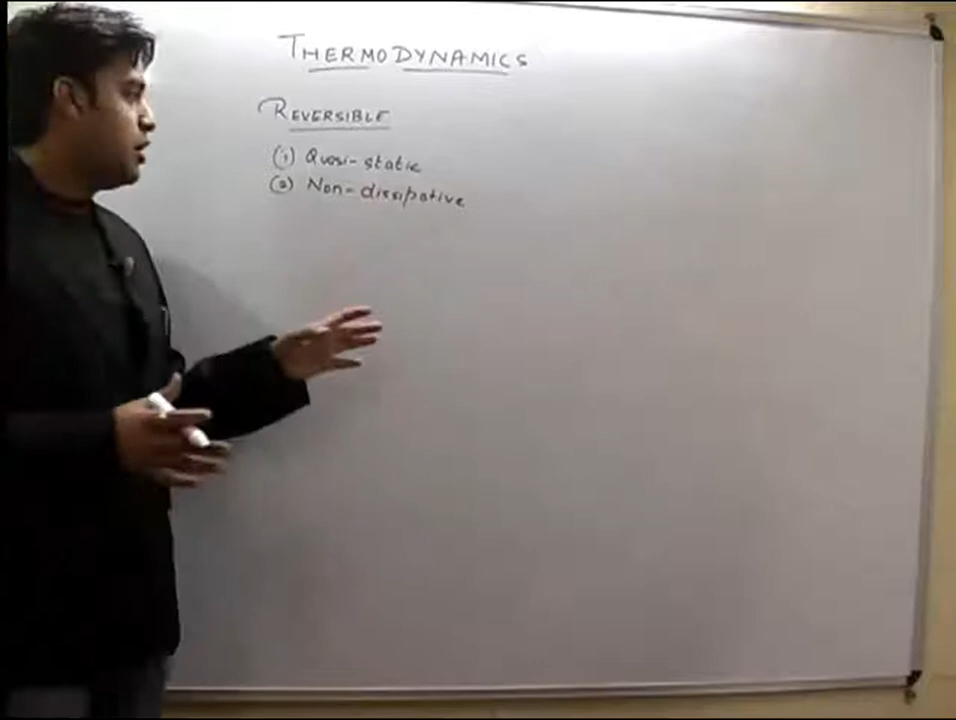 THERMODYNAMICS
REVERSIBLE
(1) Quasi-static
(2) Non-dissipative